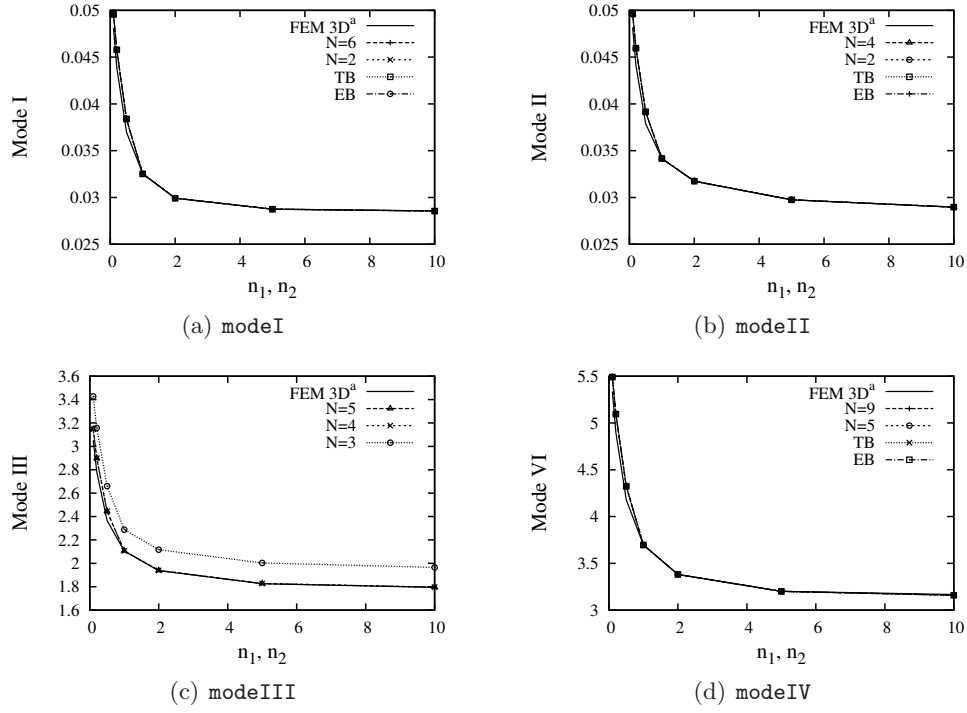 Mode I
0.05
0.045
0.04
0.035
0.03
0.025
0 2 4 6 8 10
n1, n2
FEM 3Da
N=6
N=2
TB
EB
(a) modeI
Mode II
0.05
0.045
0.04
0.035
0.03
0.025
0 2 4 6 8 10
n1, n2
FEM 3Da
N=4
N=2
TB
EB
(b) modeII
Mode III
3.6
3.4
3.2
3
2.8
2.6
2.4
2.2
2
1.8
1.6
0 2 4 6 8 10
n1, n2
FEM 3Da
N=5
N=4
N=3
(c) modeIII
Mode VI
5.5
5
4.5
4
3.5
3
0 2 4 6 8 10
n1, n2
FEM 3Da
N=9
N=5
TB
EB
(d) modeIV